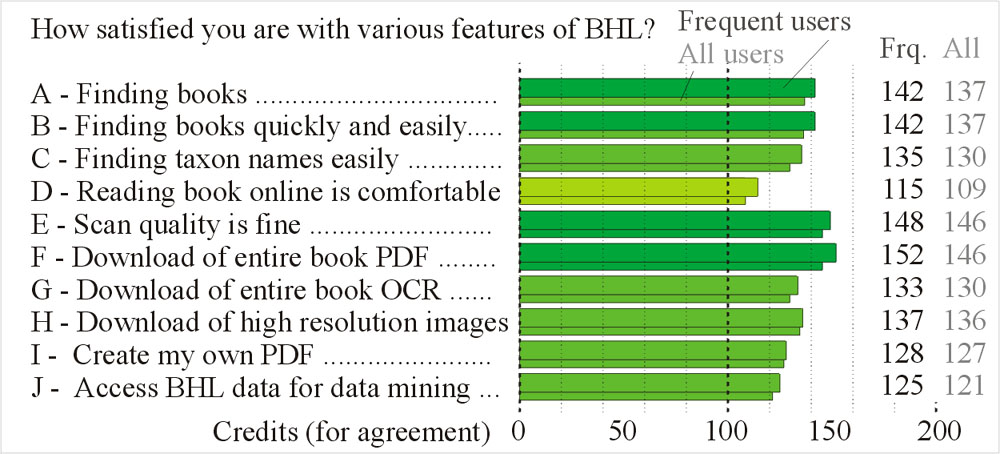 How satisfied you are with various features of BHL?
Frequent users
All users
Frq. All
A - Finding books ................................ 142 137
B - Finding books quickly and easily..... 142 137
C - Finding taxon names easily ............. 135 130
D - Reading book online is comfortable 115 109
E - Scan quality is fine ........................ 148 146
F - Download of entire book PDF ........ 152 146
G - Download of entire book OCR ...... 133 130
H - Download of high resolution images 137 136
I - Create my own PDF ...................... 128 127
J - Access BHL data for data mining ... 125 121
Credits (for agreement) 0 50 100 150 200